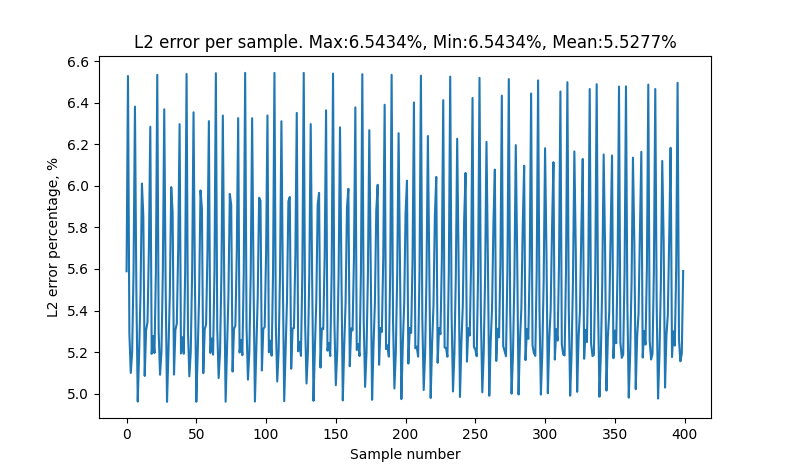 L2 error per sample. Max:6.5434%, Min:6.5434%, Mean:5.5277%
L2 error percentage, %
6.6
6.4
6.2
6.0
5.8
5.6
5.4
5.2
5.0
0 50 100 150 200 250 300 350 400
Sample number